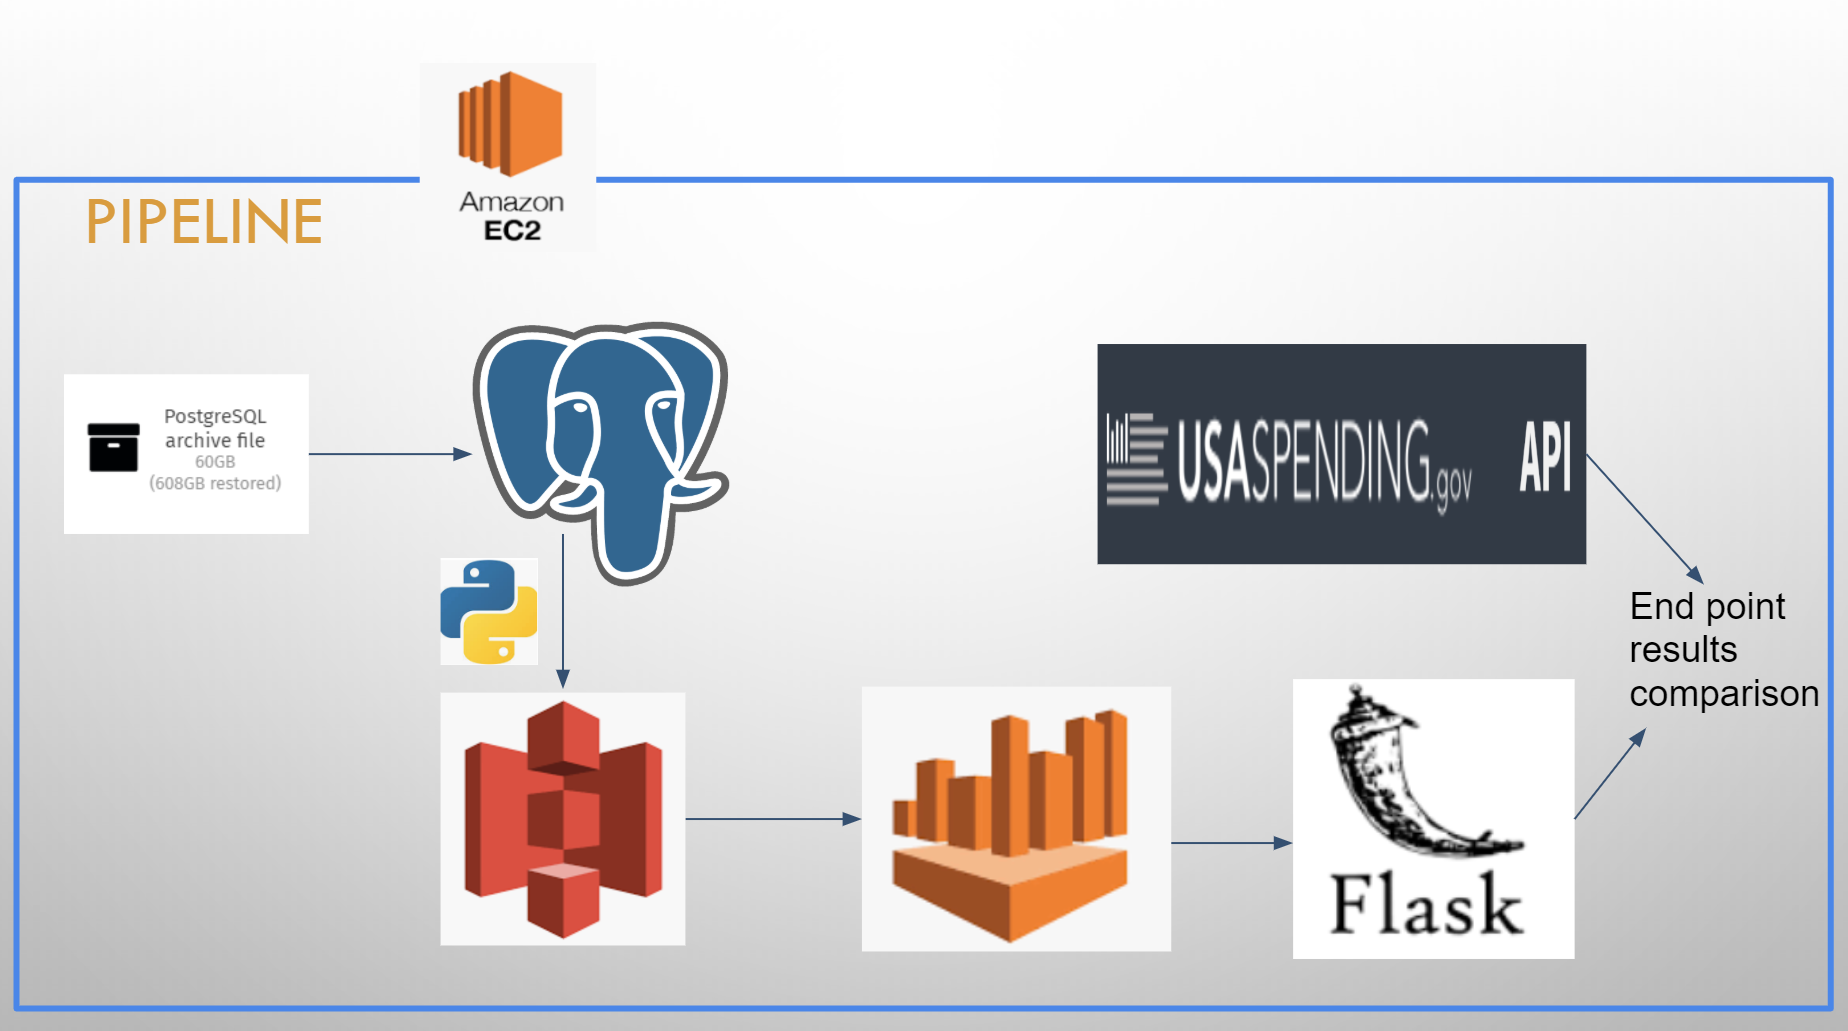 Amazon
EC2
PIPELINE
PostgreSQL
archive file
60GB
(608GB restored)
USASPENDING.gov API
End point
results
comparison
Flask